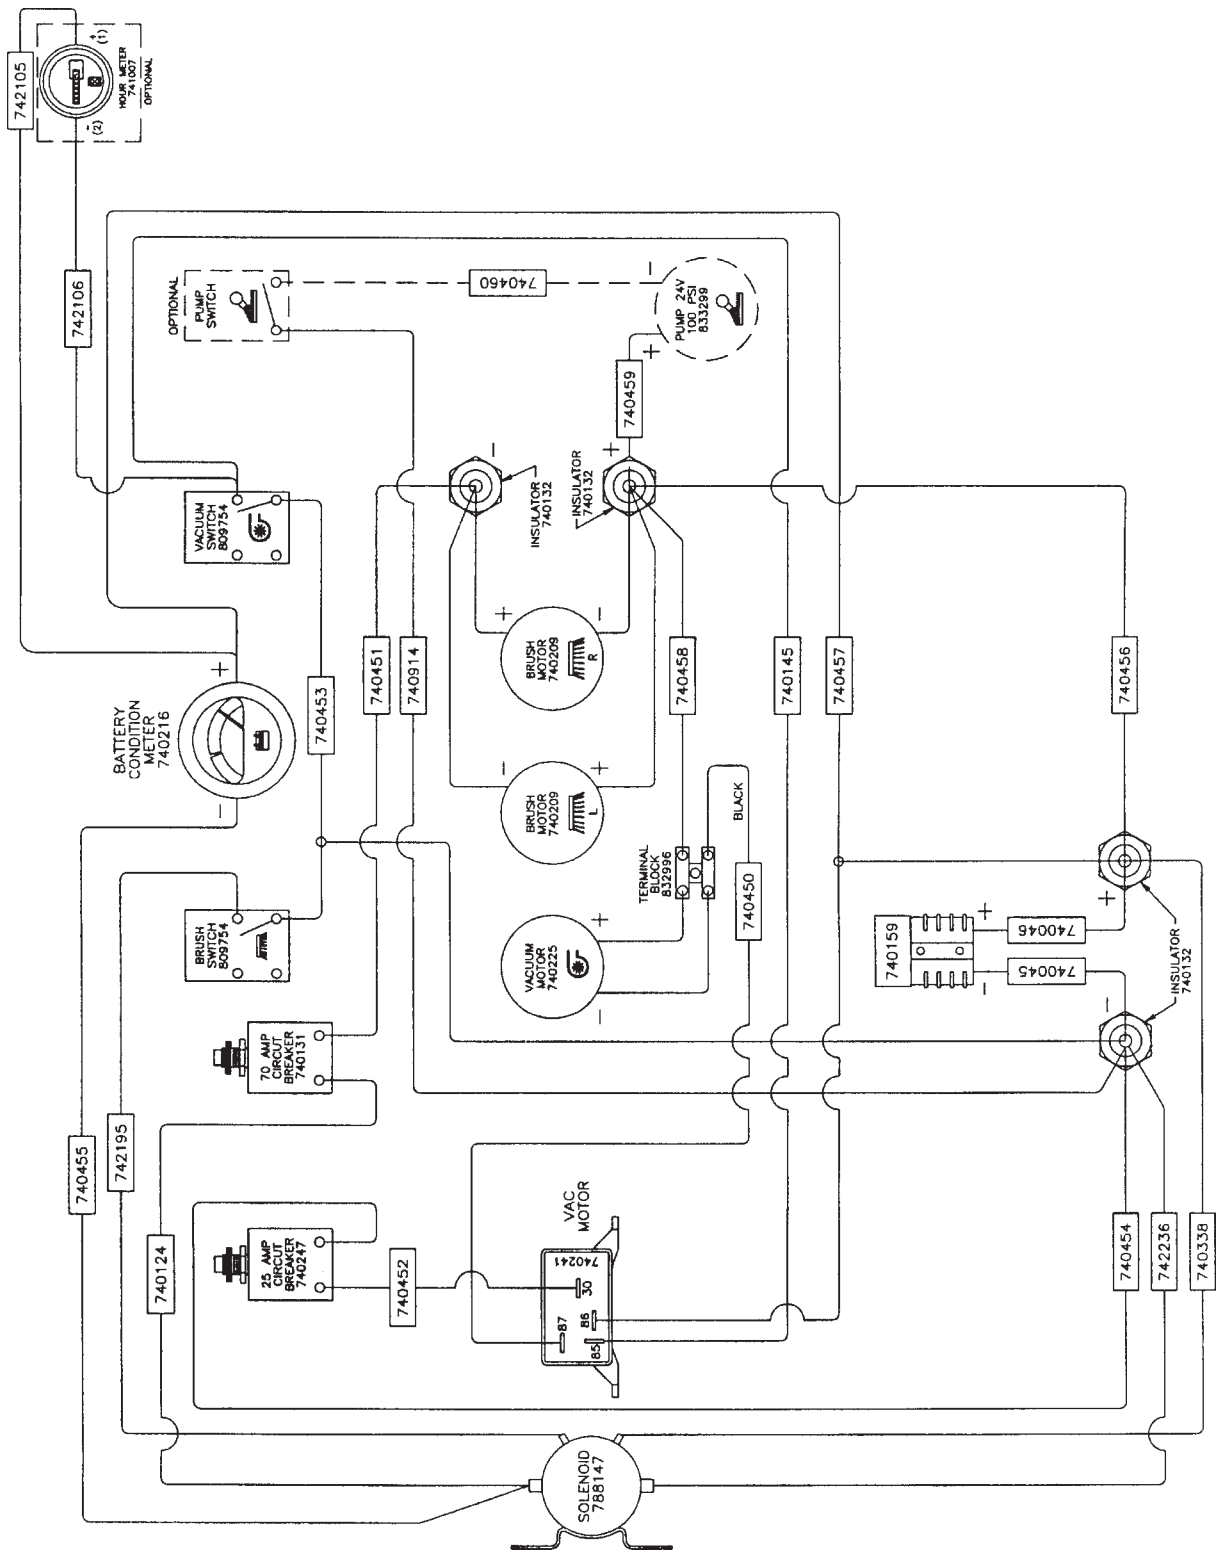 742105
+
(1)
HOUR METER
741007
OPTIONAL
-
(2)
742106
OPTIONAL
PUMP
SWITCH
740460
-
PUMP 24V
100 PSI
833299
+
740459
VACUUM
SWITCH
809754
-
INSULATOR
740132
+
INSULATOR
740132
BATTERY
CONDITION
METER
740216
+
-
740453
740451
740914
+
BRUSH
MOTOR
740209
R
-
740458
740145
740457
740456
-
BRUSH
MOTOR
740209
L
+
TERMINAL
BLOCK
832996
BLACK
740450
BRUSH
SWITCH
809754
VACUUM
MOTOR
740225
+
-
740159
+
-
740046
740045
+
-
INSULATOR
740132
70 AMP
CIRCUT
BREAKER
740131
740455
742195
740124
25 AMP
CIRCUT
BREAKER
740247
740452
VAC
MOTOR
740241
30
87
86
85
740454
742236
740338
SOLENOID
788147